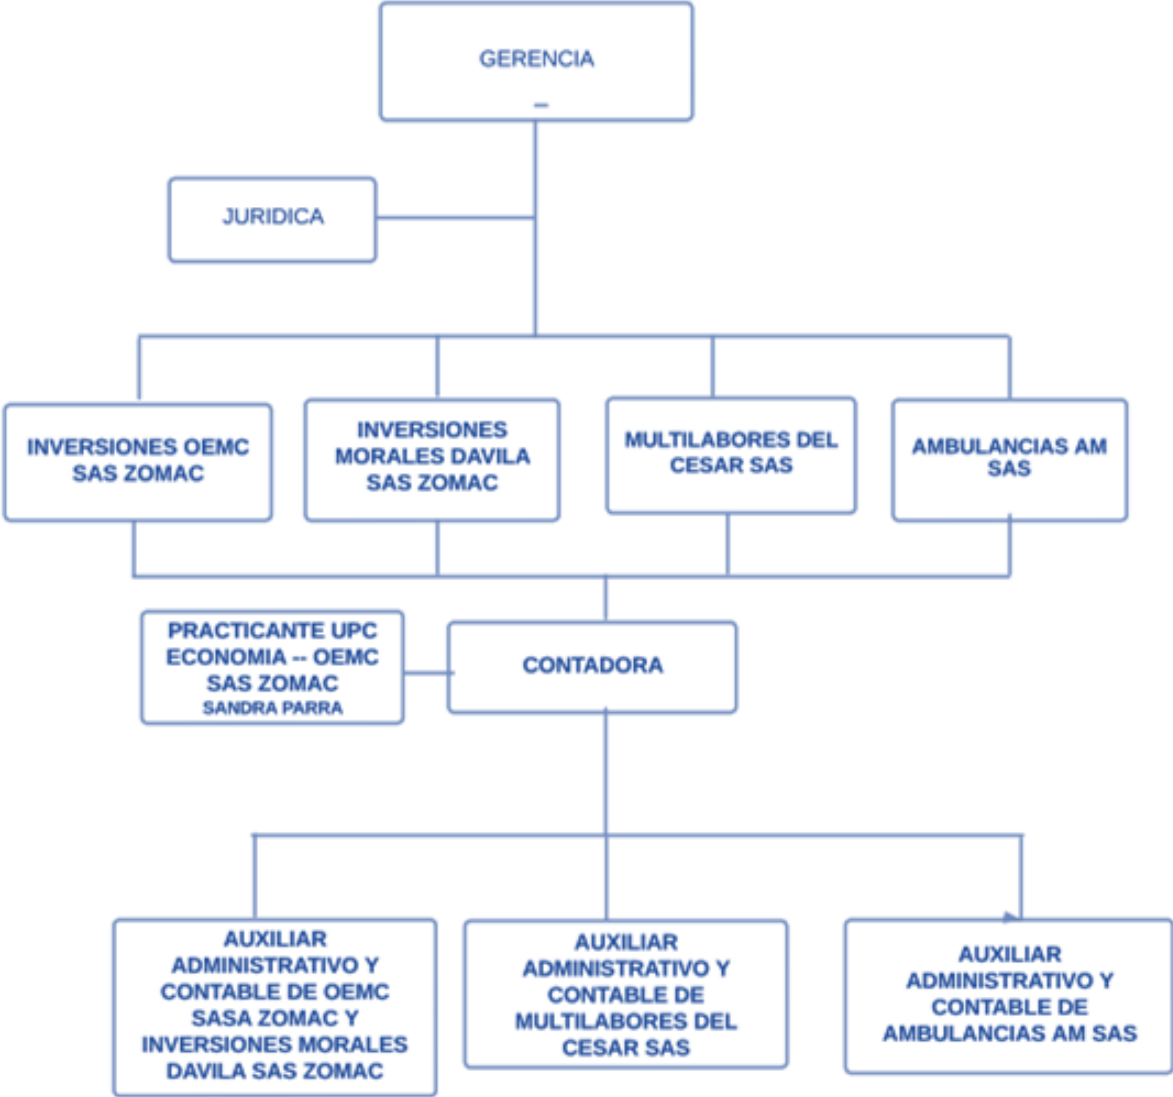 GERENCIA
–
JURIDICA
INVERSIONES OEMC
SAS ZOMAC
INVERSIONES
MORALES DAVILA
SAS ZOMAC
MULTILABORES DEL
CESAR SAS
AMBULANCIAS AM
SAS
PRACTICANTE UPC
ECONOMIA -- OEMC
SAS ZOMAC
SANDRA PARRA
CONTADORA
AUXILIAR
ADMINISTRATIVO Y
CONTABLE DE OEMC
SASA ZOMAC Y
INVERSIONES MORALES
DAVILA SAS ZOMAC
AUXILIAR
ADMINISTRATIVO Y
CONTABLE DE
MULTILABORES DEL
CESAR SAS
AUXILIAR
ADMINISTRATIVO Y
CONTABLE DE
AMBULANCIAS AM SAS